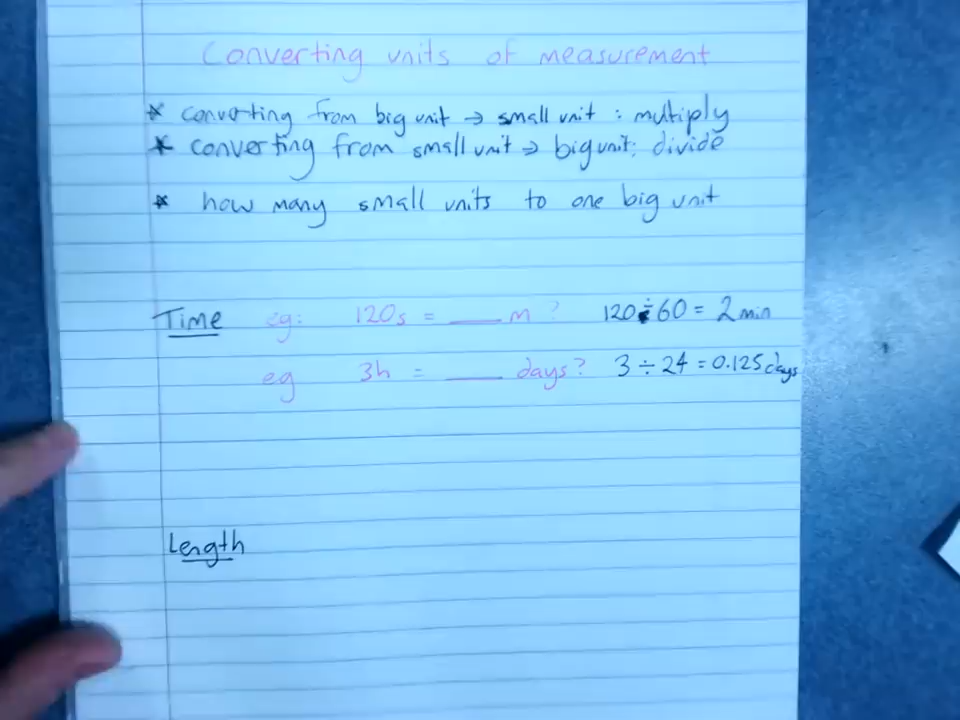 Converting units of measurement
* converting from big unit → small unit : multiply
* converting from small unit → big unit: divide
* how many small units to one big unit
Time eg: 120s = ____ m? 120 ÷ 60 = 2 min
eg 3h = ____ days? 3 ÷ 24 = 0.125 days
Length